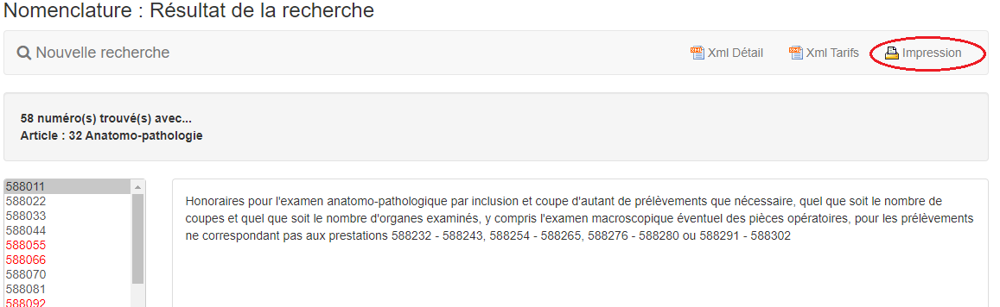 Nomenclature : Résultat de la recherche
Nouvelle recherche
Xml Détail
Xml Tarifs
Impression
58 numéro(s) trouvé(s) avec...
Article : 32 Anatomo-pathologie
588011
588022
588033
588044
588055
588066
588070
588081
588092
Honoraires pour l'examen anatomo-pathologique par inclusion et coupe d'autant de prélèvements que nécessaire, quel que soit le nombre de
coupes et quel que soit le nombre d'organes examinés, y compris l'examen macroscopique éventuel des pièces opératoires, pour les prélèvements
ne correspondant pas aux prestations 588232 - 588243, 588254 - 588265, 588276 - 588280 ou 588291 - 588302